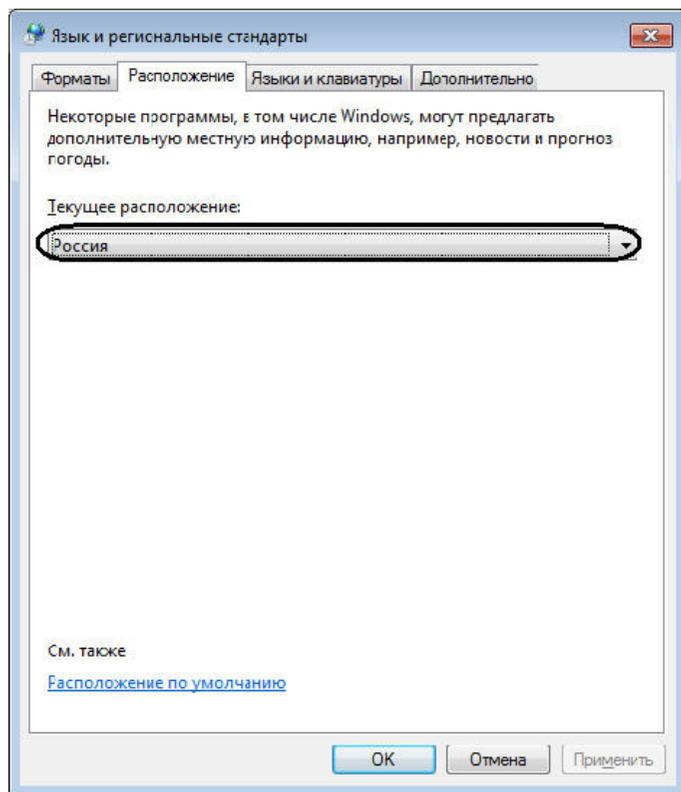 Язык и региональные стандарты
Форматы Расположение Языки и клавиатуры Дополнительно
Некоторые программы, в том числе Windows, могут предлагать
дополнительную местную информацию, например, новости и прогноз
погоды.
Текущее расположение:
Россия
См. также
Расположение по умолчанию
OK Отмена Применить